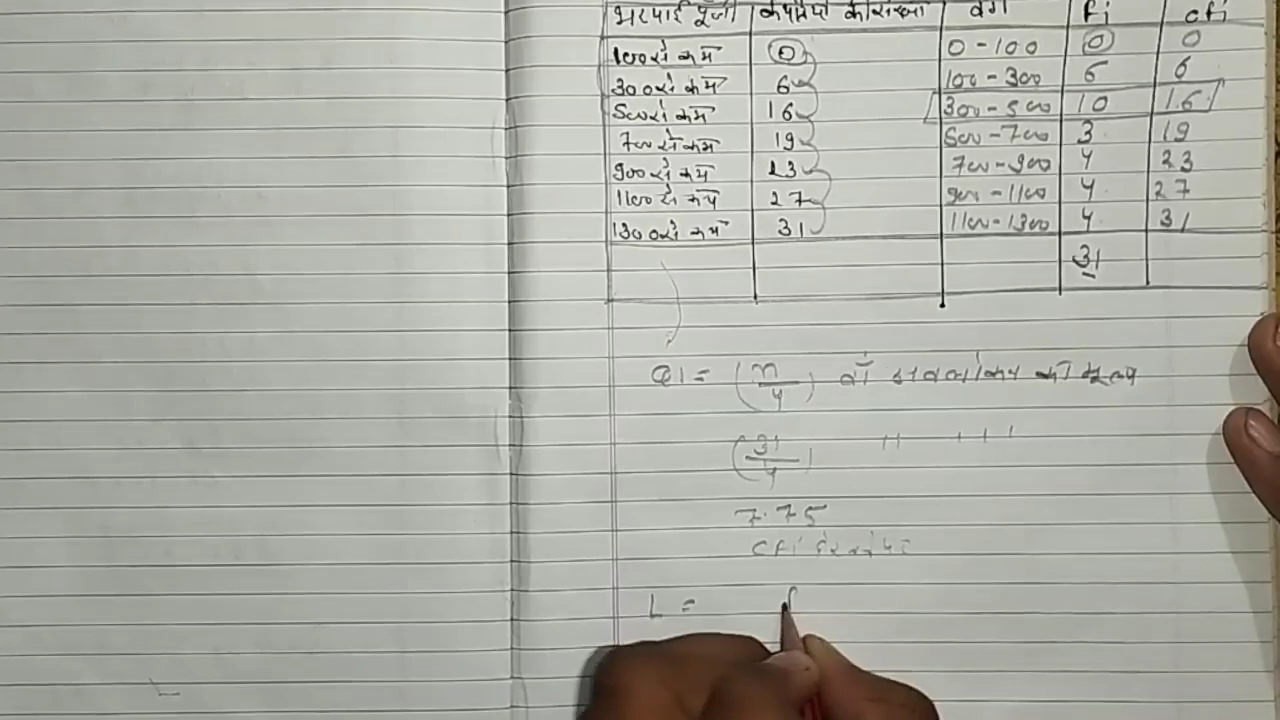 भरपाई पूंजी कंपनियों की संख्या वर्ग fi cfi
100 से कम 0 0-100 0 0
300 से कम 6 100-300 6 6
500 से कम 16 300-500 10 16
700 से कम 19 500-700 3 19
900 से कम 23 700-900 4 23
1100 से कम 27 900-1100 4 27
1300 से कम 31 1100-1300 4 31
31
Q1 = (n/4) वाँ अवलोकन का मूल्य
(31/4) " "
7.75
cfi
L =